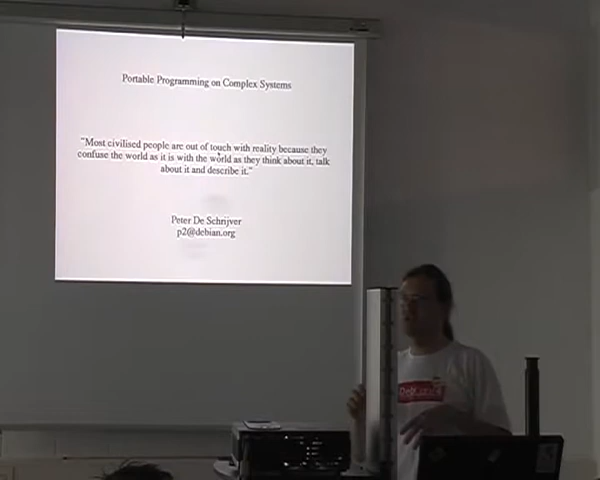 Portable Programming on Complex Systems
"Most civilised people are out of touch with reality because they
confuse the world as it is with the world as they think about it, talk
about it and describe it."
Peter De Schrijver
p2@debian.org